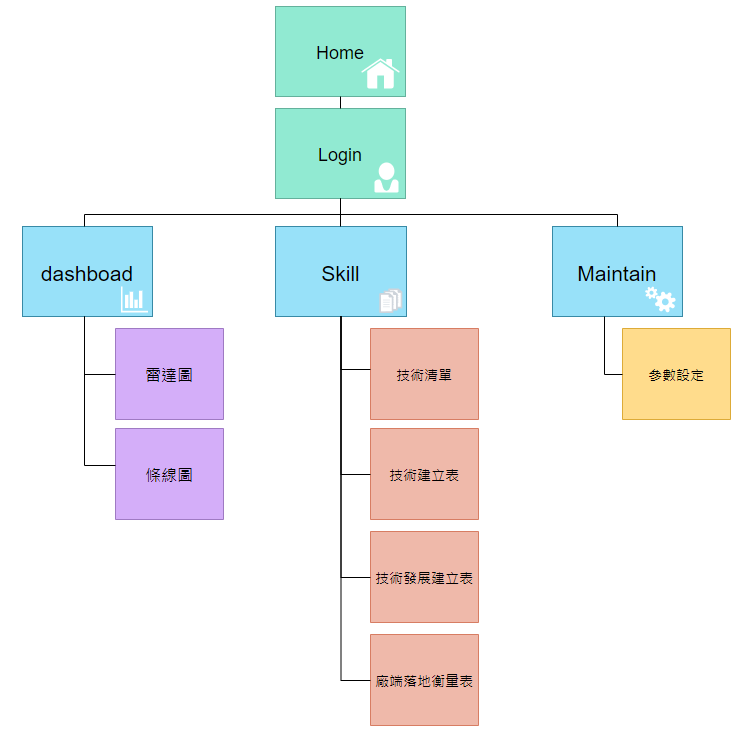 Home
Login
dashboad
Skill
Maintain
雷達圖
技術清單
參數設定
條線圖
技術建立表
技術發展建立表
廠端落地衡量表